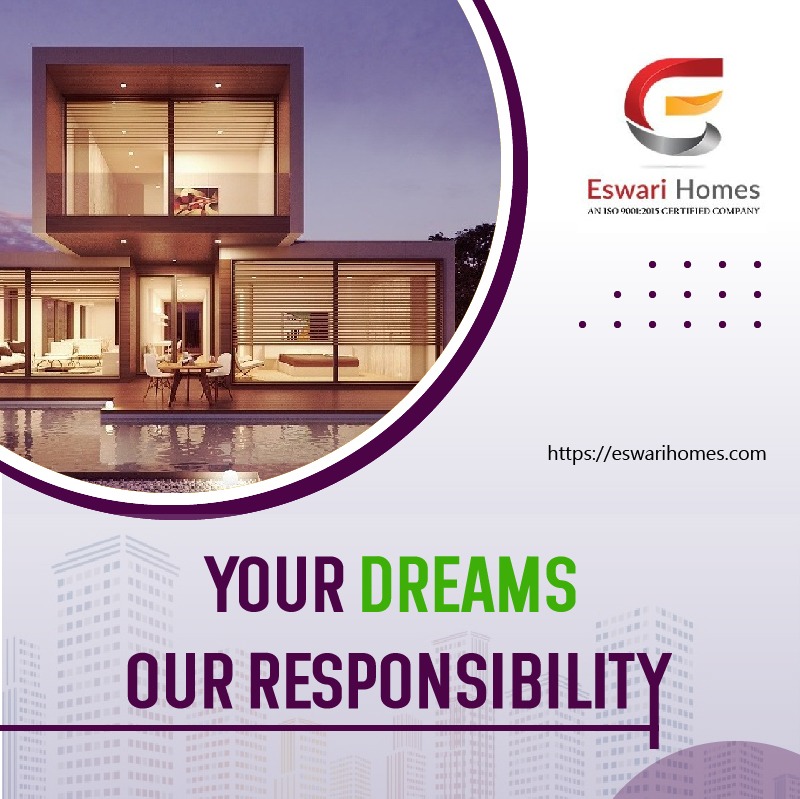 Eswari Homes
AN ISO 9001:2015 CERTIFIED COMPANY
https://eswarihomes.com
YOUR DREAMS
OUR RESPONSIBILITY